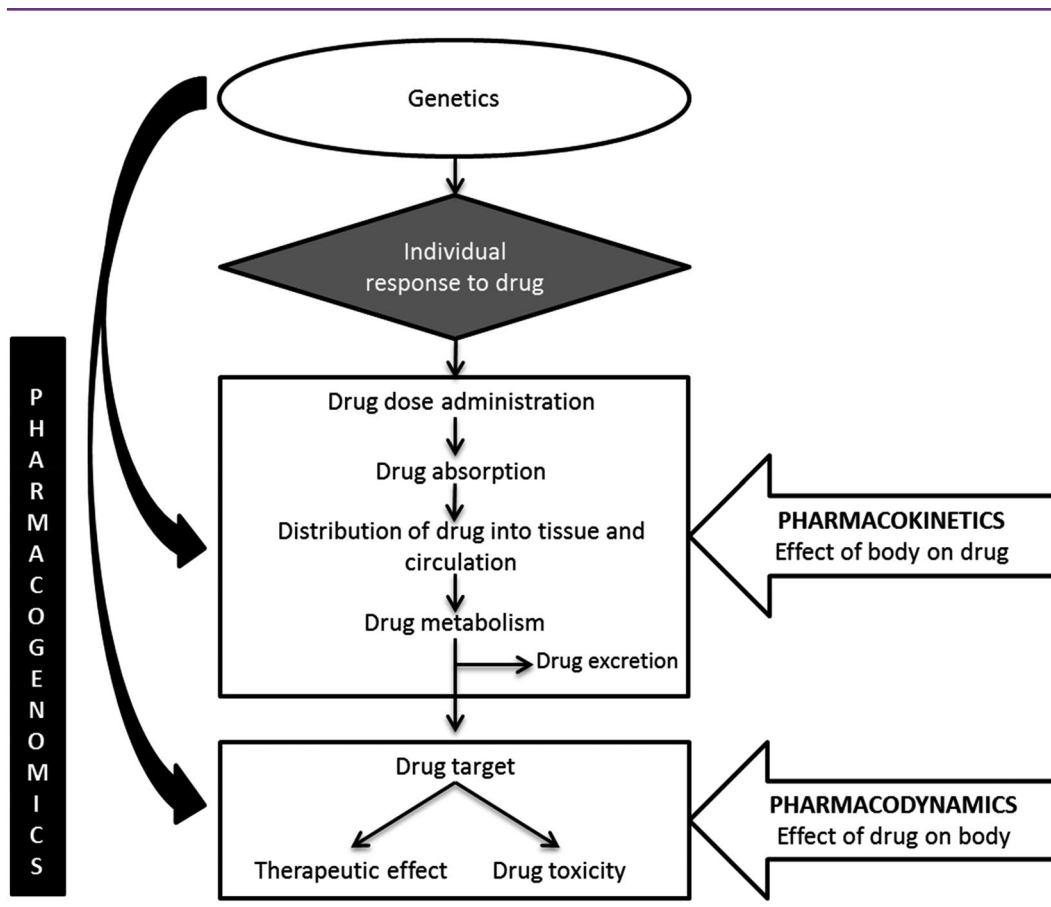 Genetics
Individual
response to drug
Drug dose administration
Drug absorption
Distribution of drug into tissue and
circulation
Drug metabolism
Drug excretion
Drug target
Therapeutic effect
Drug toxicity
PHARMACOKINETICS
Effect of body on drug
PHARMACODYNAMICS
Effect of drug on body
PHARMACOGENOMICS